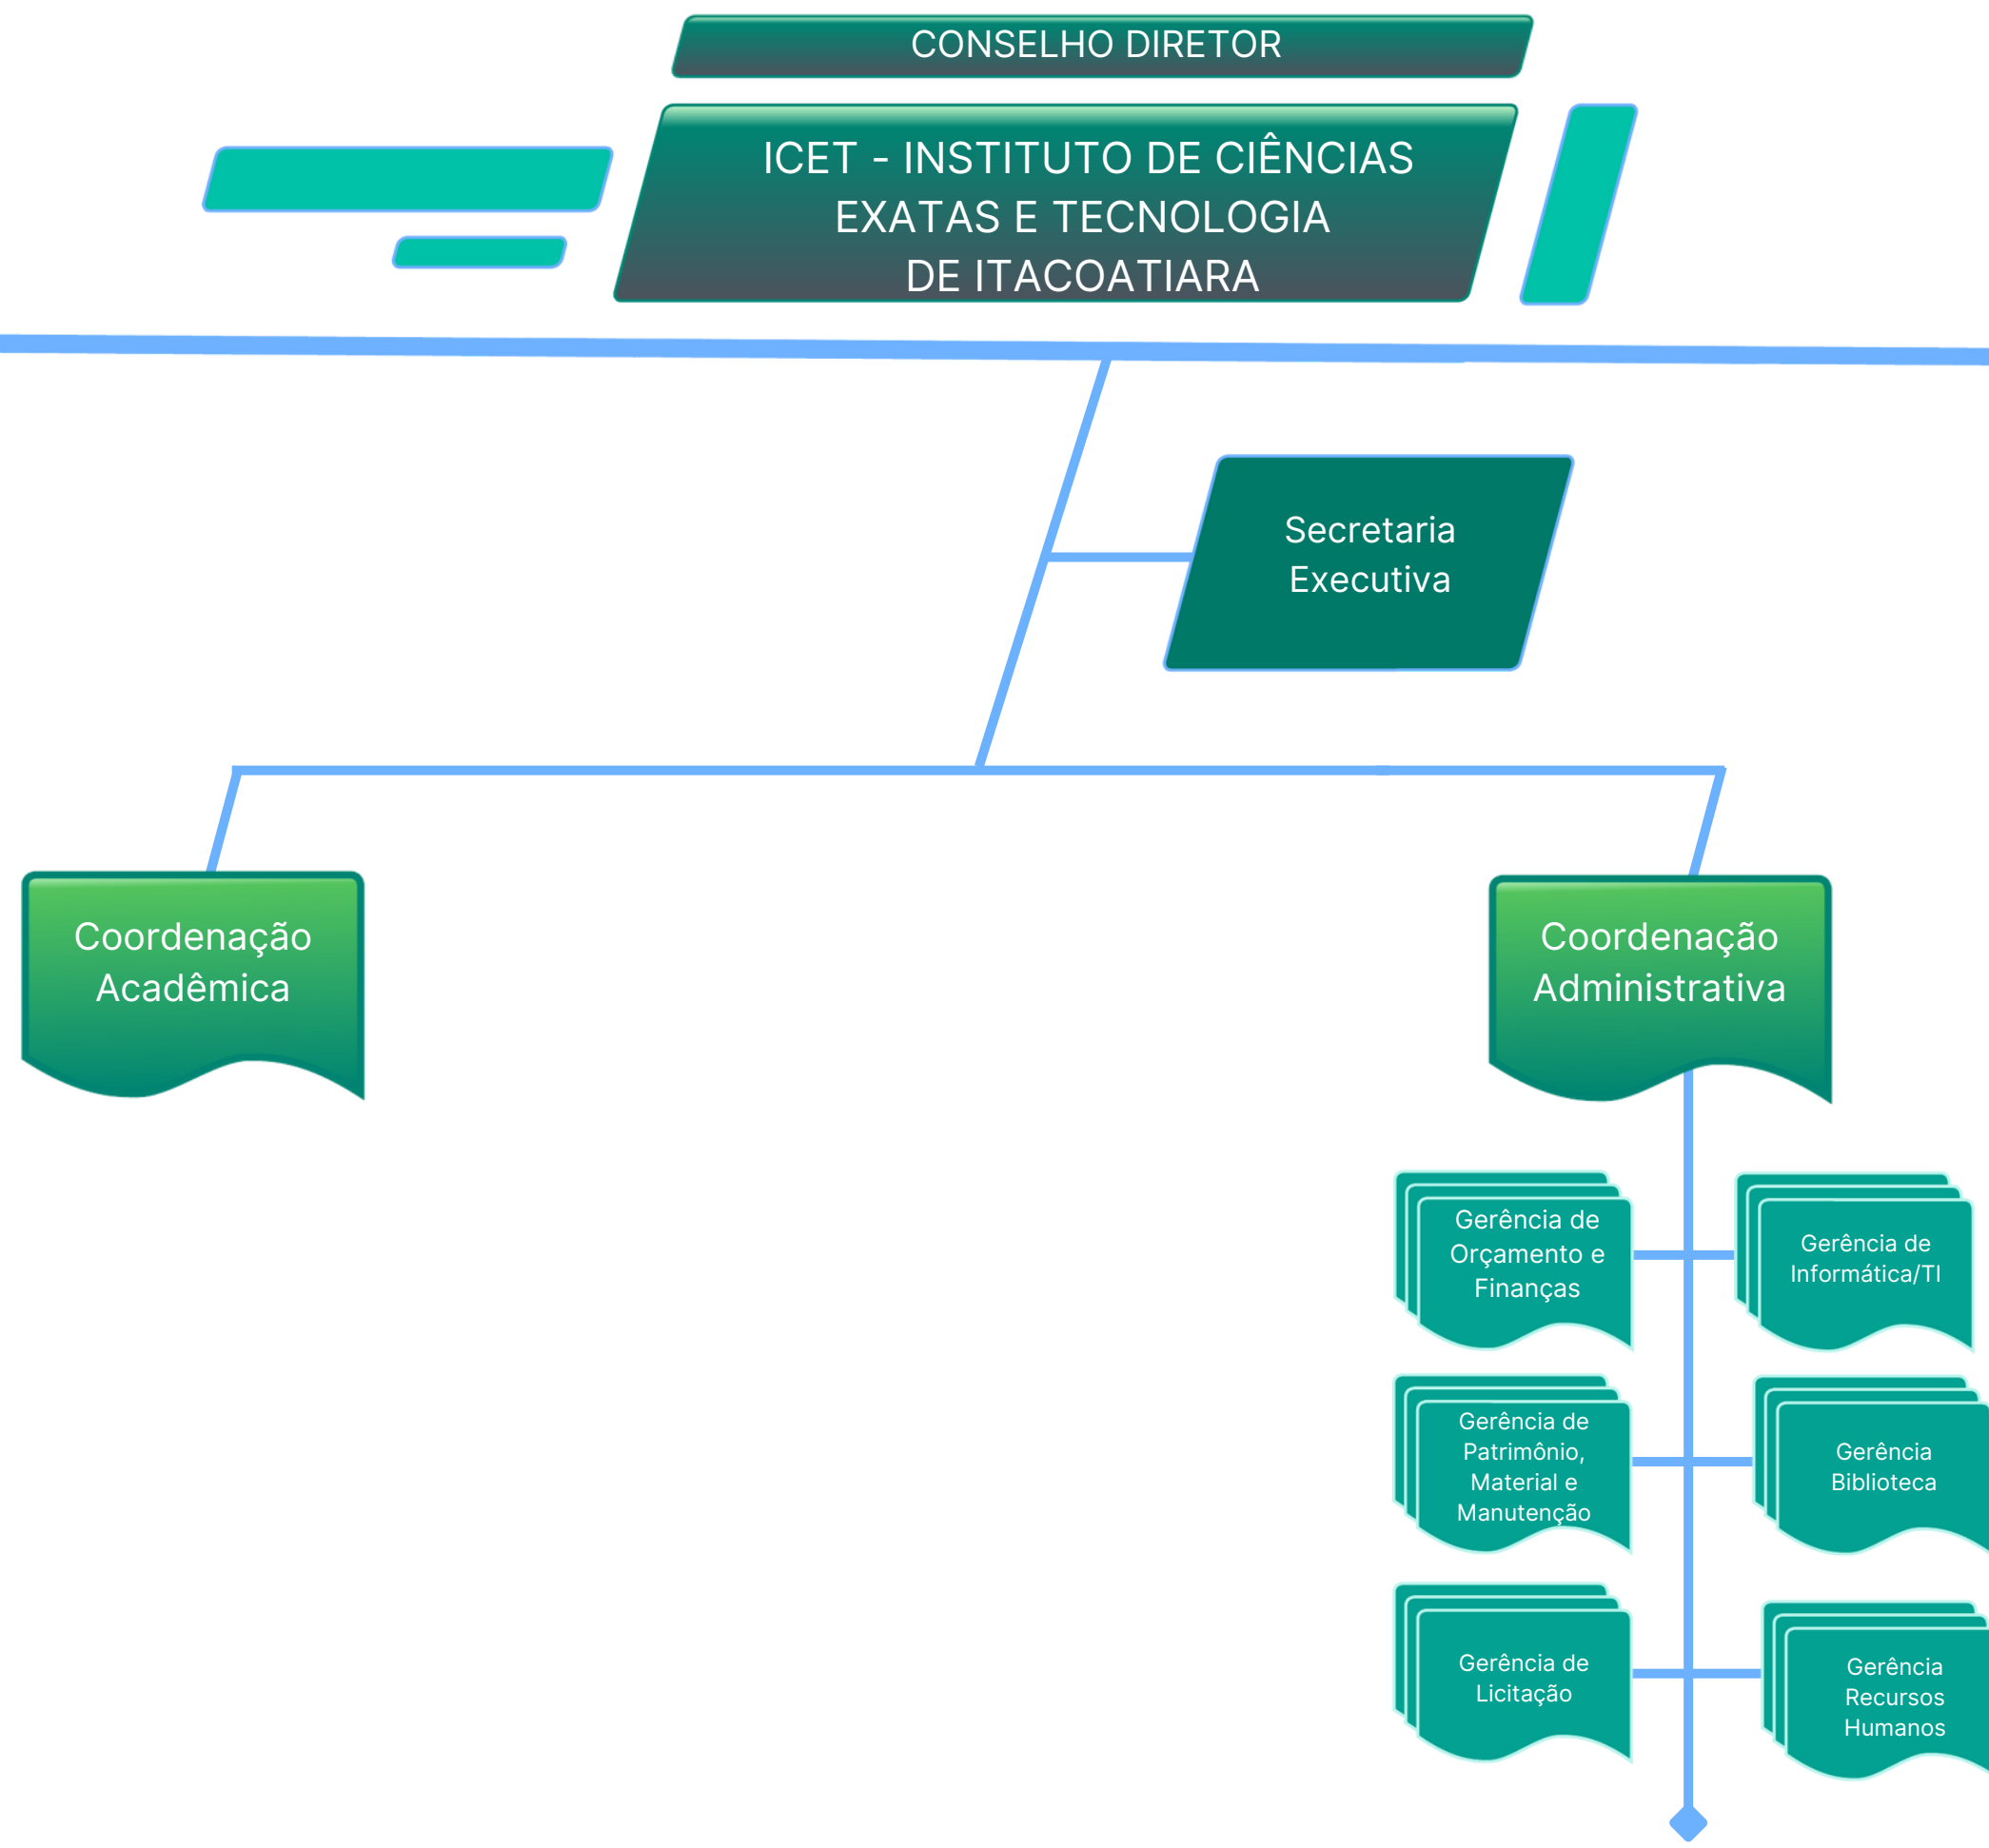 CONSELHO DIRETOR
ICET - INSTITUTO DE CIÊNCIAS
EXATAS E TECNOLOGIA
DE ITACOATIARA
Secretaria
Executiva
Coordenação
Acadêmica
Coordenação
Administrativa
Gerência de
Orçamento e
Finanças
Gerência de
Informática/TI
Gerência de
Patrimônio,
Material e
Manutenção
Gerência
Biblioteca
Gerência de
Licitação
Gerência
Recursos
Humanos